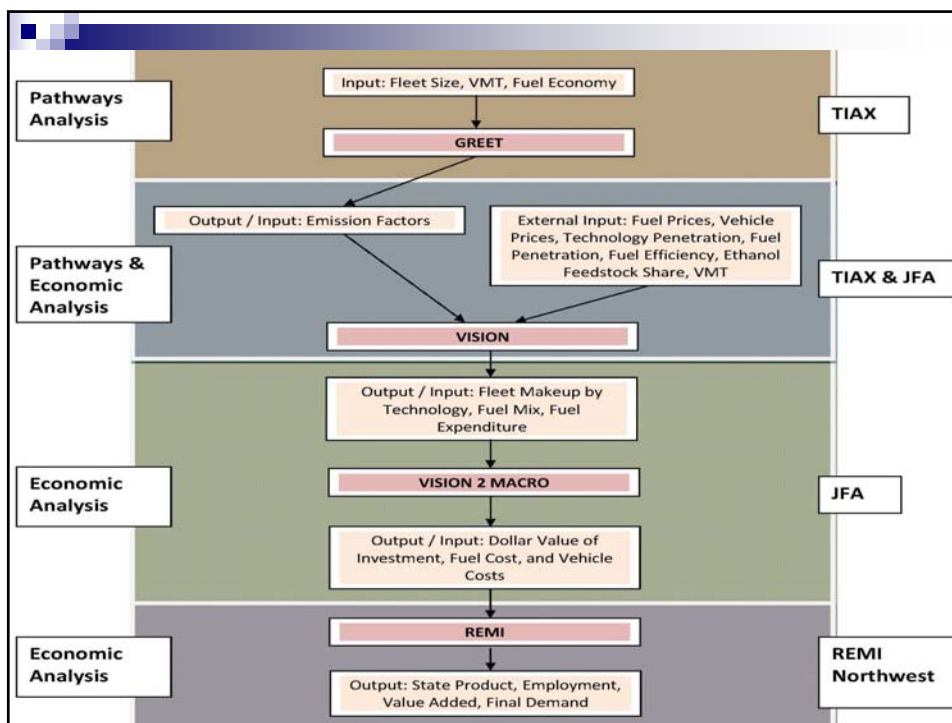 Input: Fleet Size, VMT, Fuel Economy
Pathways
Analysis
TIAX
GREET
Output / Input: Emission Factors
External Input: Fuel Prices, Vehicle
Prices, Technology Penetration, Fuel
Penetration, Fuel Efficiency, Ethanol
Feedstock Share, VMT
Pathways &
Economic
Analysis
TIAX & JFA
VISION
Output / Input: Fleet Makeup by
Technology, Fuel Mix, Fuel
Expenditure
Economic
Analysis
VISION 2 MACRO
JFA
Output / Input: Dollar Value of
Investment, Fuel Cost, and Vehicle
Costs
REMI
Economic
Analysis
REMI
Northwest
Output: State Product, Employment,
Value Added, Final Demand